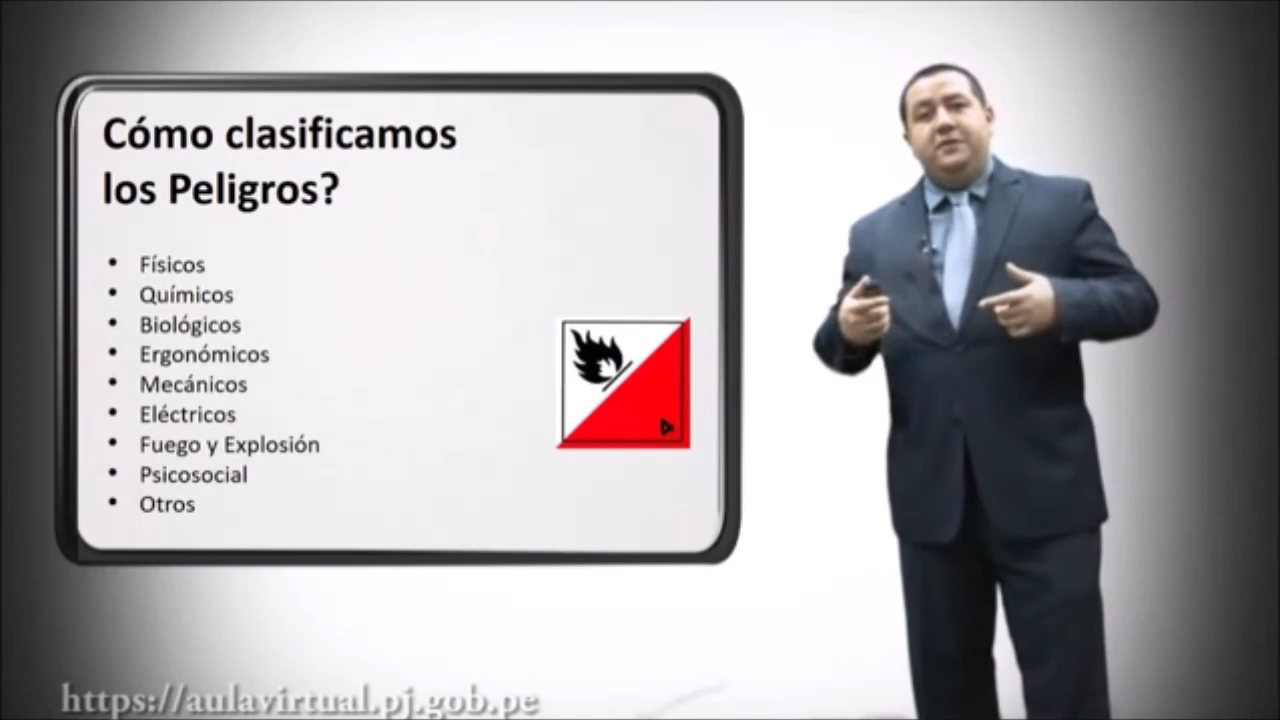 Cómo clasificamos
los Peligros?
• Físicos
• Químicos
• Biológicos
• Ergonómicos
• Mecánicos
• Eléctricos
• Fuego y Explosión
• Psicosocial
• Otros
https://aulavirtual.pj.gob.pe